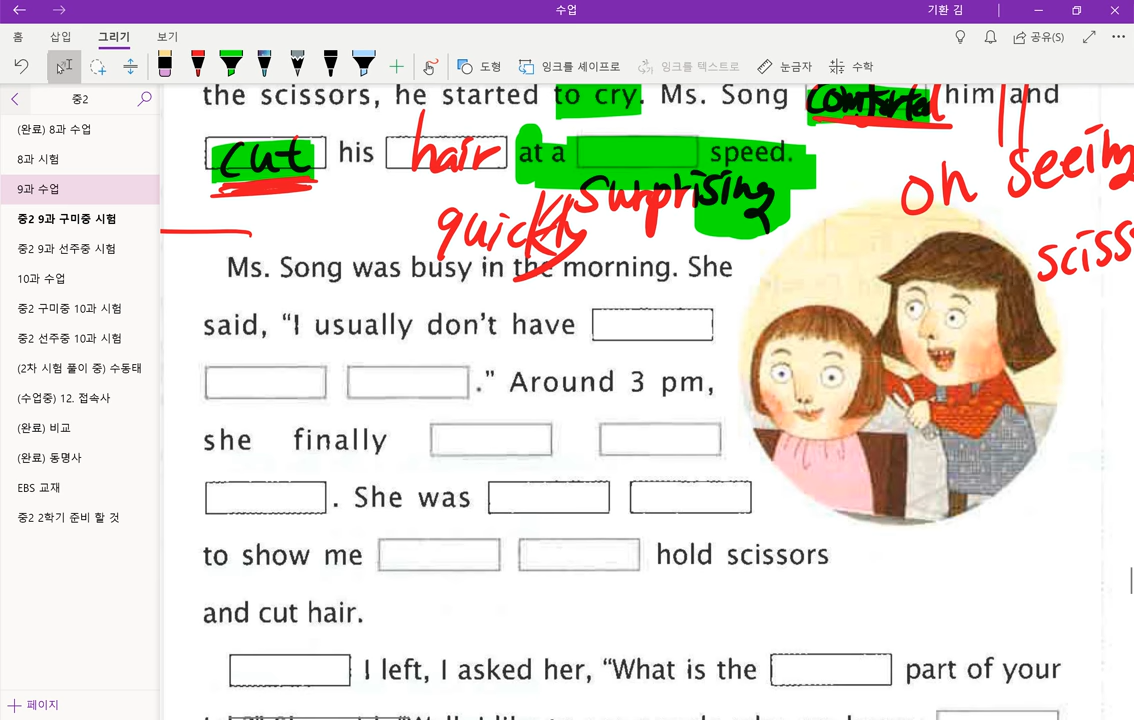 수업
기환 김
홈 삽입 그리기 보기
공유(S)
도형 잉크를 셰이프로 잉크를 텍스트로 눈금자 수학
중2
(완료) 8과 수업
8과 시험
9과 수업
중2 9과 구미중 시험
중2 9과 선주중 시험
10과 수업
중2 구미중 10과 시험
중2 선주중 10과 시험
(2차 시험 풀이 중) 수동태
(수업중) 12. 접속사
(완료) 비교
(완료) 동명사
EBS 교재
중2 2학기 준비 할 것
페이지
the scissors, he started to cry. Ms. Song comforted him and
cut his hair at a speed.
surprising
quickly
on seeing
sciss
Ms. Song was busy in the morning. She
said, “I usually don’t have
.” Around 3 pm,
she finally
. She was
to show me hold scissors
and cut hair.
I left, I asked her, “What is the part of your